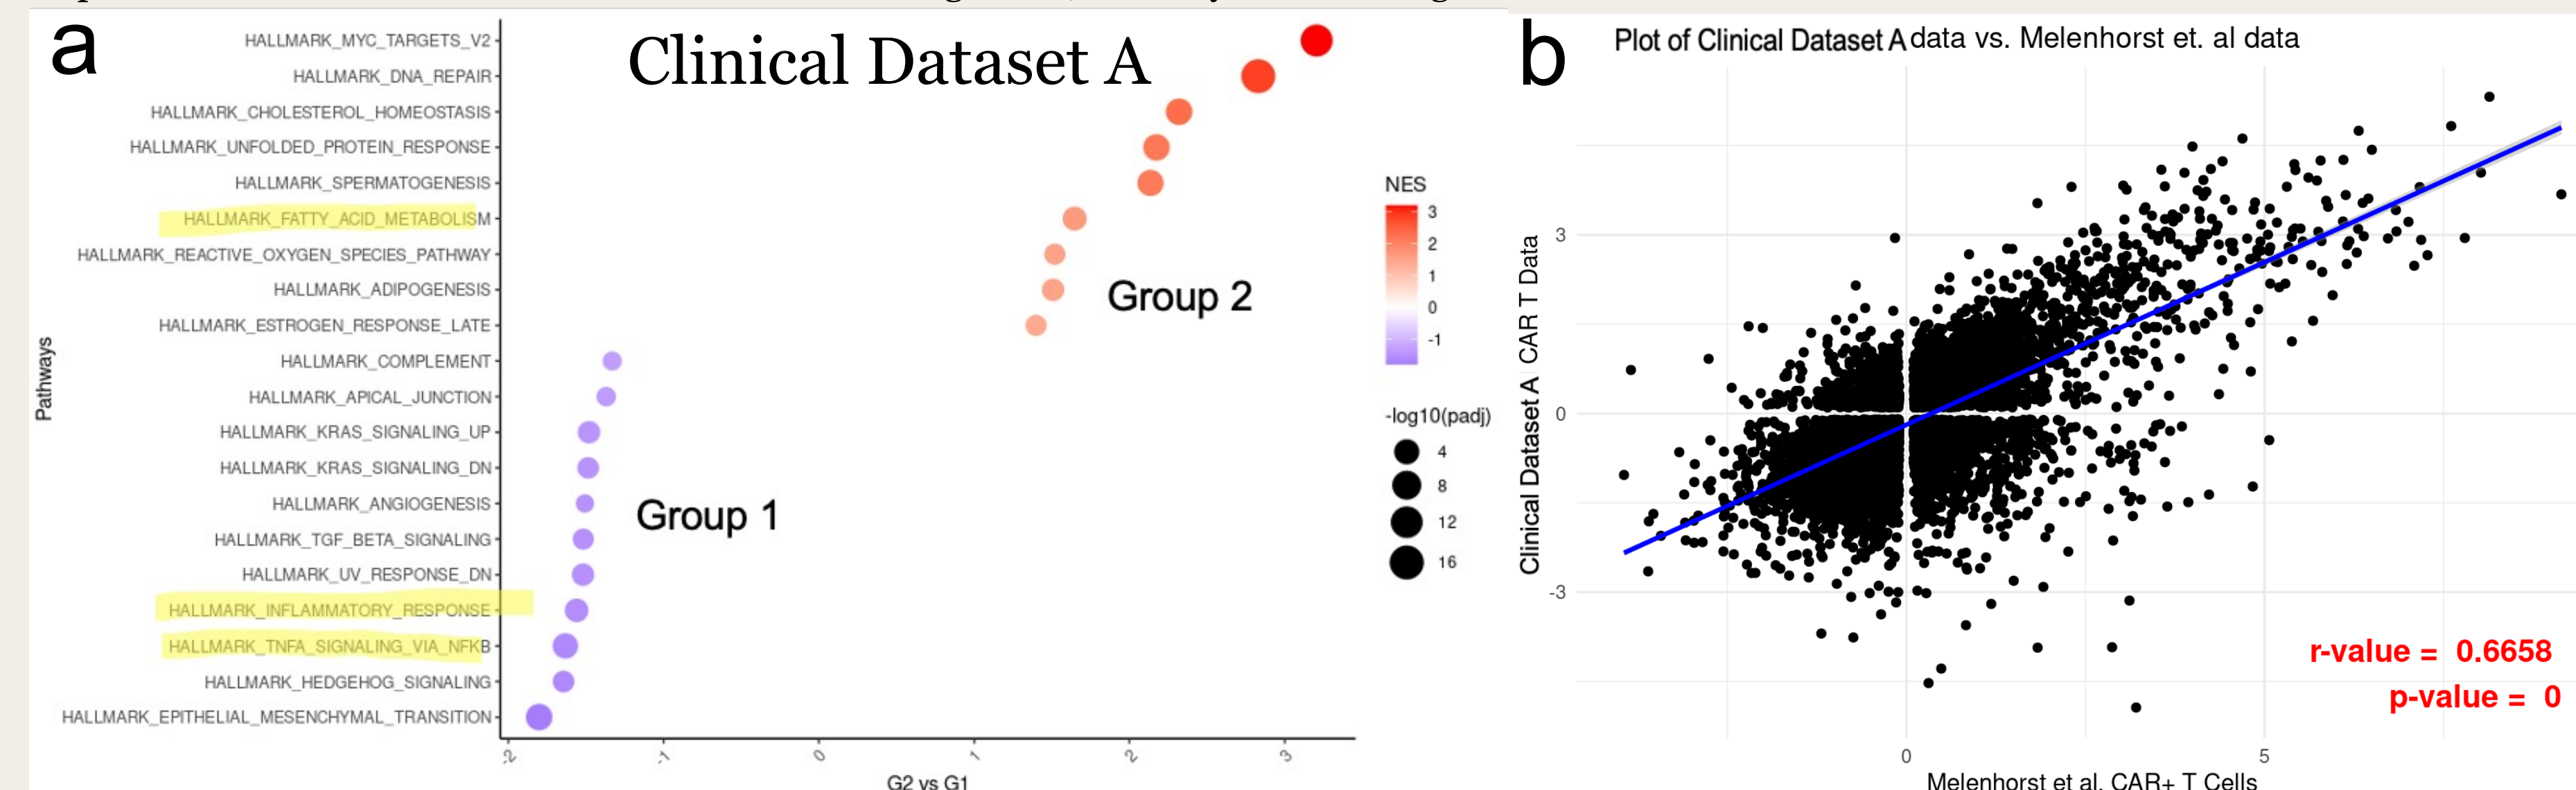 a
Clinical Dataset A
Pathways
HALLMARK_MYC_TARGETS_V2
HALLMARK_DNA_REPAIR
HALLMARK_CHOLESTEROL_HOMEOSTASIS
HALLMARK_UNFOLDED_PROTEIN_RESPONSE
HALLMARK_SPERMATOGENESIS
HALLMARK_FATTY_ACID_METABOLISM
HALLMARK_REACTIVE_OXYGEN_SPECIES_PATHWAY
HALLMARK_ADIPOGENESIS
HALLMARK_ESTROGEN_RESPONSE_LATE
HALLMARK_COMPLEMENT
HALLMARK_APICAL_JUNCTION
HALLMARK_KRAS_SIGNALING_UP
HALLMARK_KRAS_SIGNALING_DN
HALLMARK_ANGIOGENESIS
HALLMARK_TGF_BETA_SIGNALING
HALLMARK_UV_RESPONSE_DN
HALLMARK_INFLAMMATORY_RESPONSE
HALLMARK_TNFA_SIGNALING_VIA_NFKB
HALLMARK_HEDGEHOG_SIGNALING
HALLMARK_EPITHELIAL_MESENCHYMAL_TRANSITION
Group 2
Group 1
-2 -1 0 1 2 3
G2 vs G1
NES
3
2
1
0
-1
-log10(padj)
4
8
12
16
b
Plot of Clinical Dataset A data vs. Melenhorst et. al data
Clinical Dataset A CAR T Data
3
0
-3
r-value = 0.6658
p-value = 0
0 5
Melenhorst et al. CAR+ T Cells